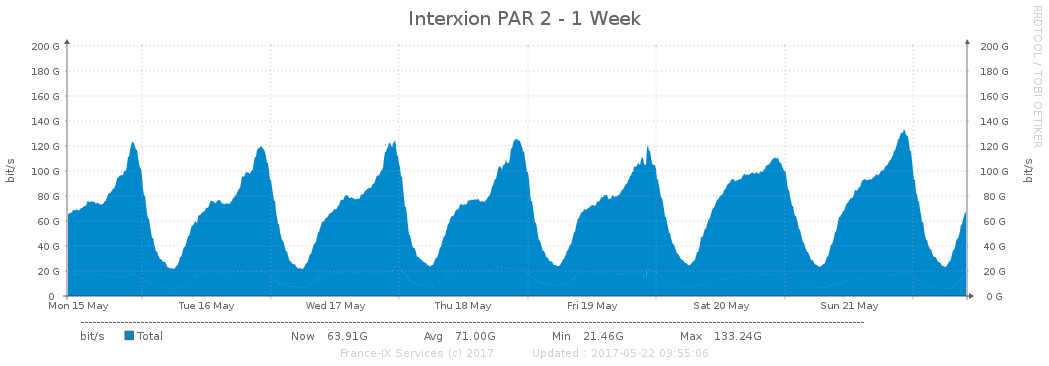 Interxion PAR 2 - 1 Week
RRDTOOL / TOBI OETIKER
bit/s
200 G 200 G
180 G 180 G
160 G 160 G
140 G 140 G
120 G 120 G
100 G 100 G
80 G 80 G
60 G 60 G
40 G 40 G
20 G 20 G
0 0 G
bit/s
Mon 15 May Tue 16 May Wed 17 May Thu 18 May Fri 19 May Sat 20 May Sun 21 May
bit/s Total Now 63.91G Avg 71.00G Min 21.46G Max 133.24G
France-IX Services (c) 2017 Updated : 2017-05-22 09:55:06